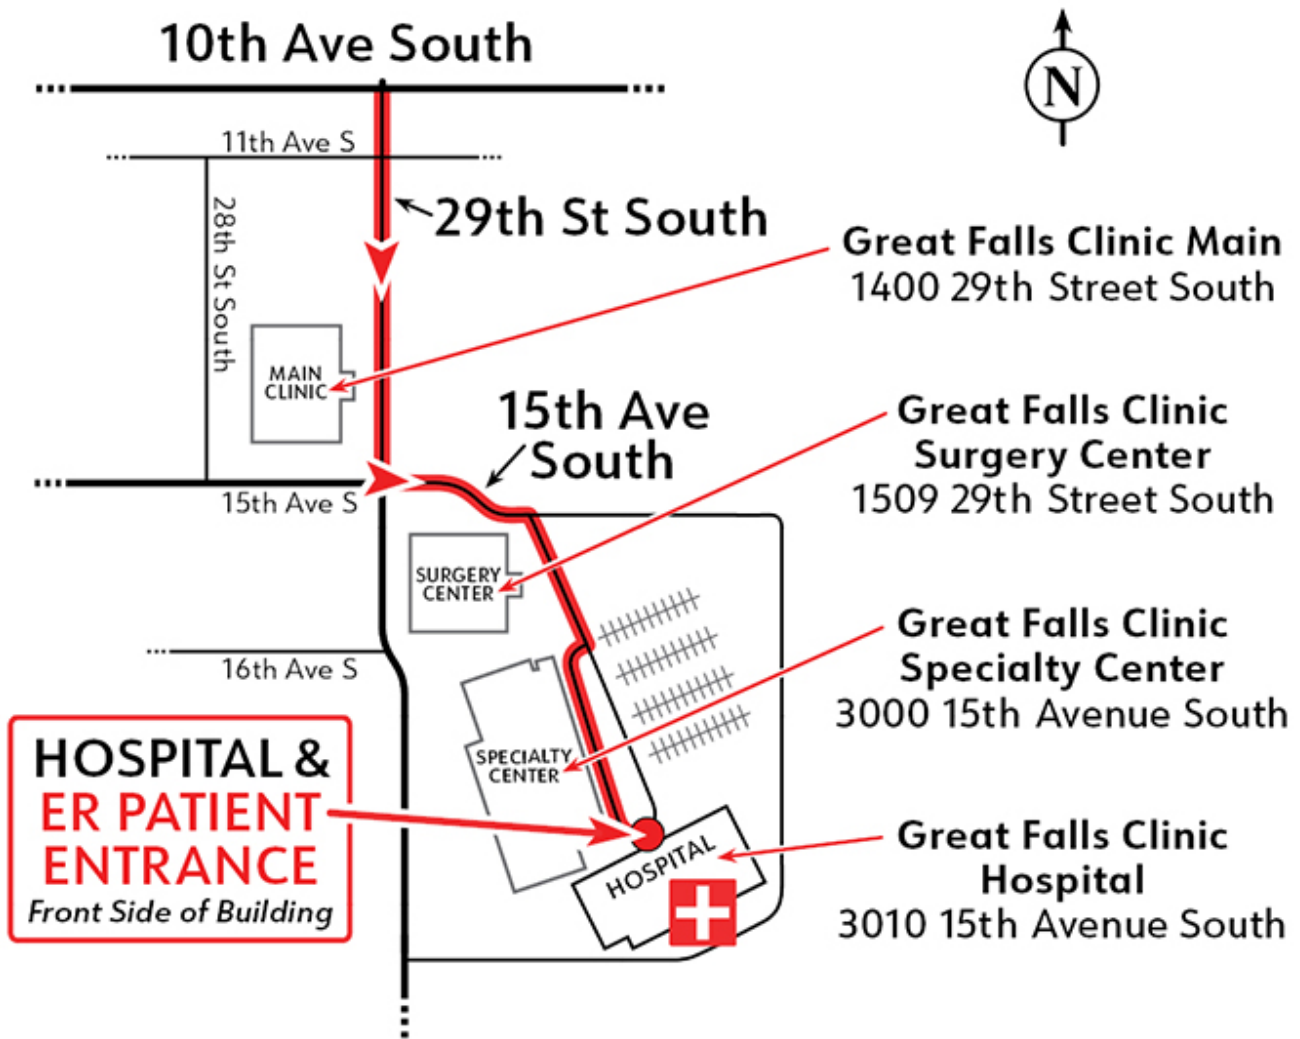 10th Ave South
N
11th Ave S
28th St South
29th St South
Great Falls Clinic Main
1400 29th Street South
MAIN
CLINIC
15th Ave
South
Great Falls Clinic
Surgery Center
1509 29th Street South
15th Ave S
SURGERY
CENTER
Great Falls Clinic
Specialty Center
3000 15th Avenue South
16th Ave S
HOSPITAL &
ER PATIENT
ENTRANCE
Front Side of Building
SPECIALTY
CENTER
HOSPITAL
Great Falls Clinic
Hospital
3010 15th Avenue South